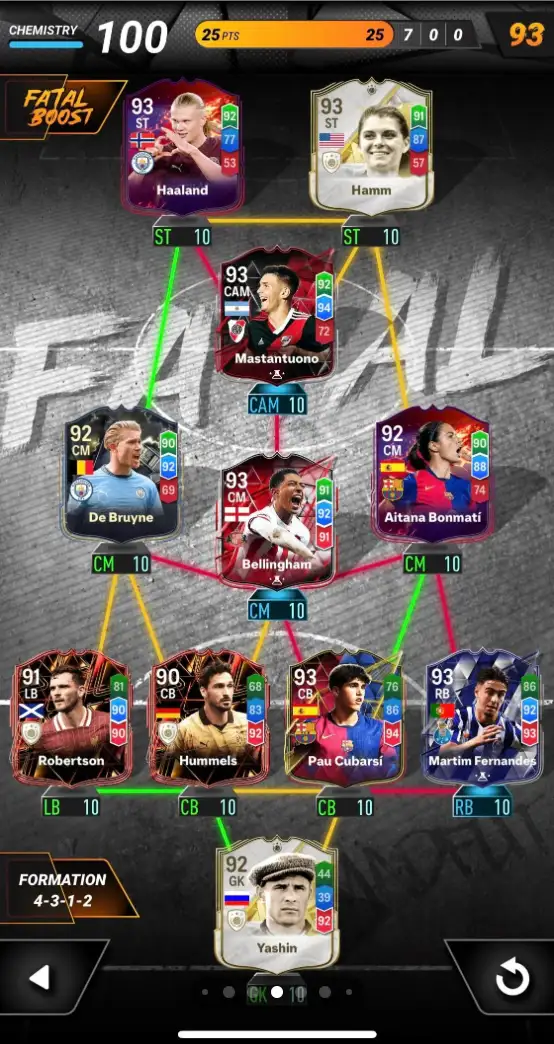 CHEMISTRY 100 25 PTS 25 7 0 0 93
FATAL
BOOST
FATAL
93 ST 92 77 53 Haaland
93 ST 91 87 57 Hamm
ST 10
ST 10
93 CAM 92 94 72 Mastantuono
CAM 10
92 CM 90 92 69 De Bruyne
93 CM 91 92 91 Bellingham
92 CM 90 88 74 Aitana Bonmatí
CM 10
CM 10
CM 10
91 LB 81 90 90 Robertson
90 CB 68 83 92 Hummels
93 CB 76 86 94 Pau Cubarsí
93 RB 86 92 93 Martim Fernandes
LB 10
CB 10
CB 10
RB 10
92 GK 44 39 92 Yashin
GK 10
FORMATION
4-3-1-2